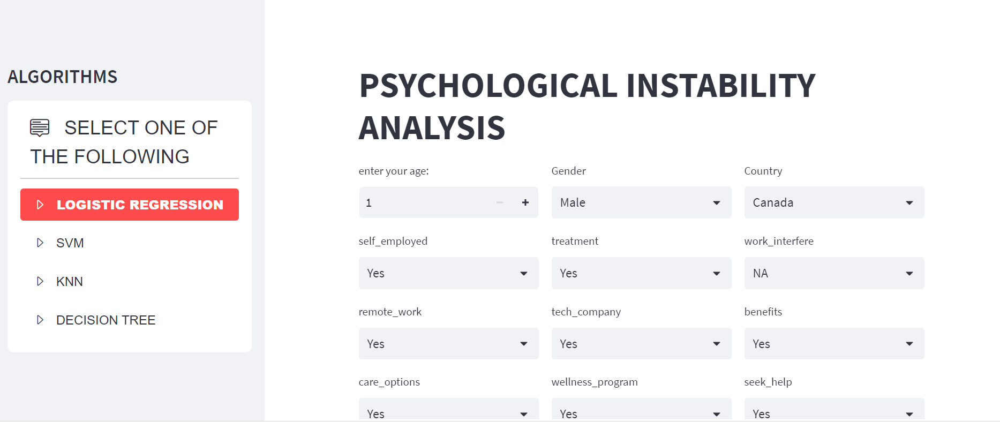 ALGORITHMS
SELECT ONE OF
THE FOLLOWING
LOGISTIC REGRESSION
SVM
KNN
DECISION TREE
PSYCHOLOGICAL INSTABILITY
ANALYSIS
enter your age: Gender Country
1 Male Canada
self_employed treatment work_interfere
Yes Yes NA
remote_work tech_company benefits
Yes Yes Yes
care_options wellness_program seek_help
Yes Yes Yes